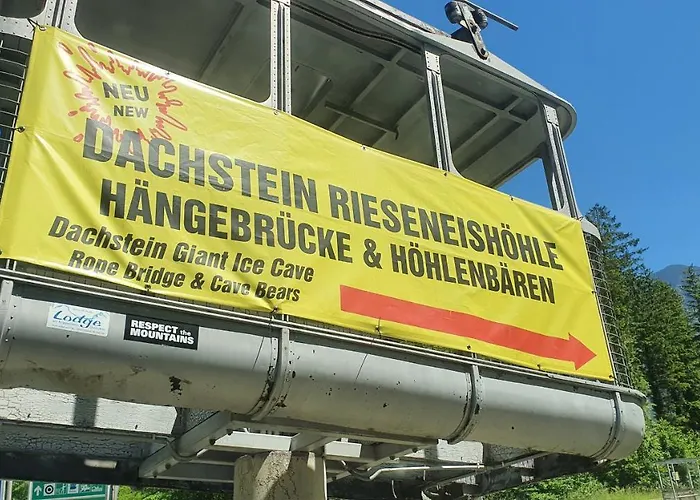 NEU
NEW
DACHSTEIN RIESENEISHÖHLE
HÄNGEBRÜCKE & HÖHLENBÄREN
Dachstein Giant Ice Cave
Rope Bridge & Cave Bears
Lodge
RESPECT the
MOUNTAINS